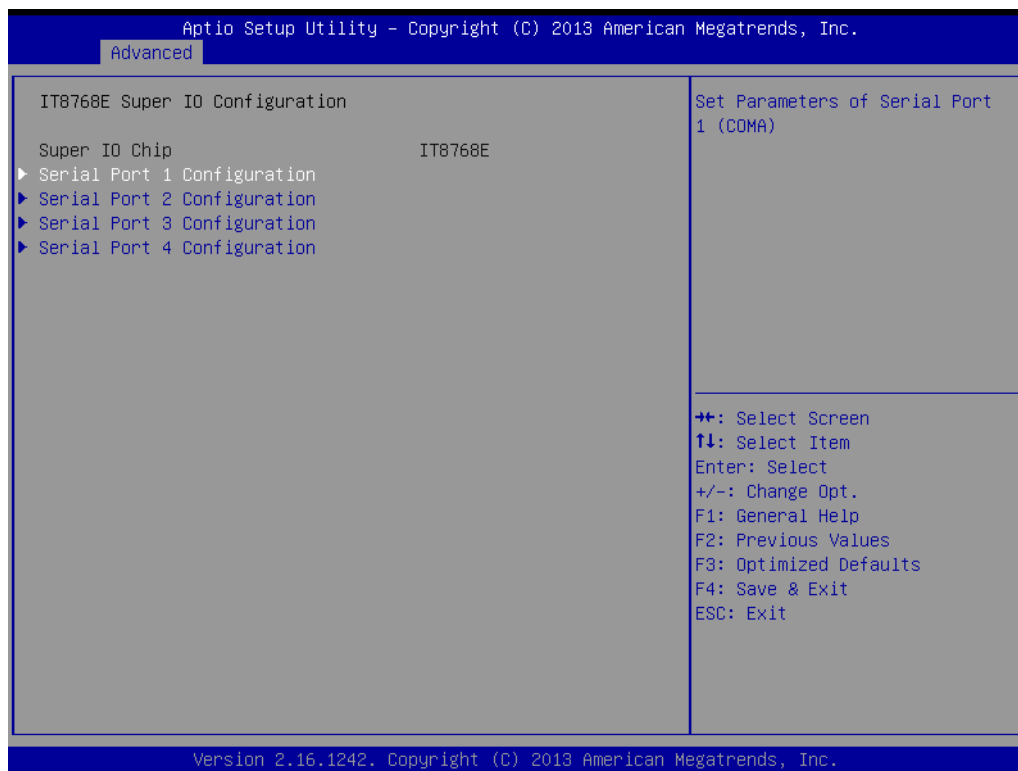 Aptio Setup Utility – Copyright (C) 2013 American Megatrends, Inc.
Advanced
IT8768E Super IO Configuration
Super IO Chip IT8768E
▶ Serial Port 1 Configuration
▶ Serial Port 2 Configuration
▶ Serial Port 3 Configuration
▶ Serial Port 4 Configuration
Set Parameters of Serial Port
1 (COMA)
→←: Select Screen
↑↓: Select Item
Enter: Select
+/-: Change Opt.
F1: General Help
F2: Previous Values
F3: Optimized Defaults
F4: Save & Exit
ESC: Exit
Version 2.16.1242. Copyright (C) 2013 American Megatrends, Inc.